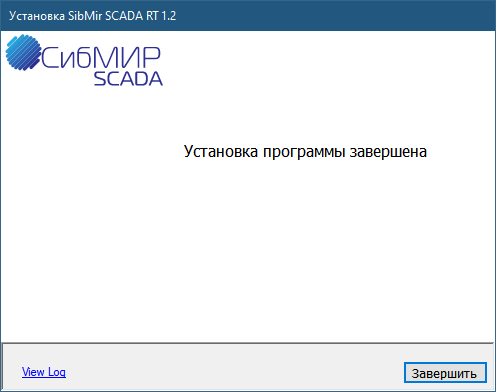 Установка SibMir SCADA RT 1.2
СибМИР
SCADA
Установка программы завершена
View Log
Завершить